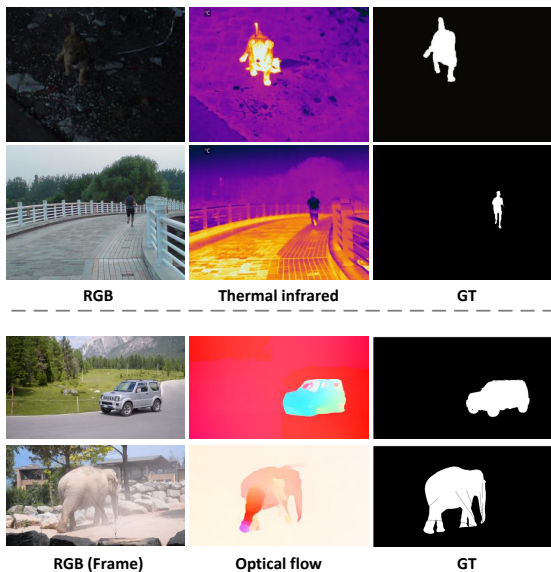 °C
°C
RGB Thermal infrared GT
RGB (Frame) Optical flow GT